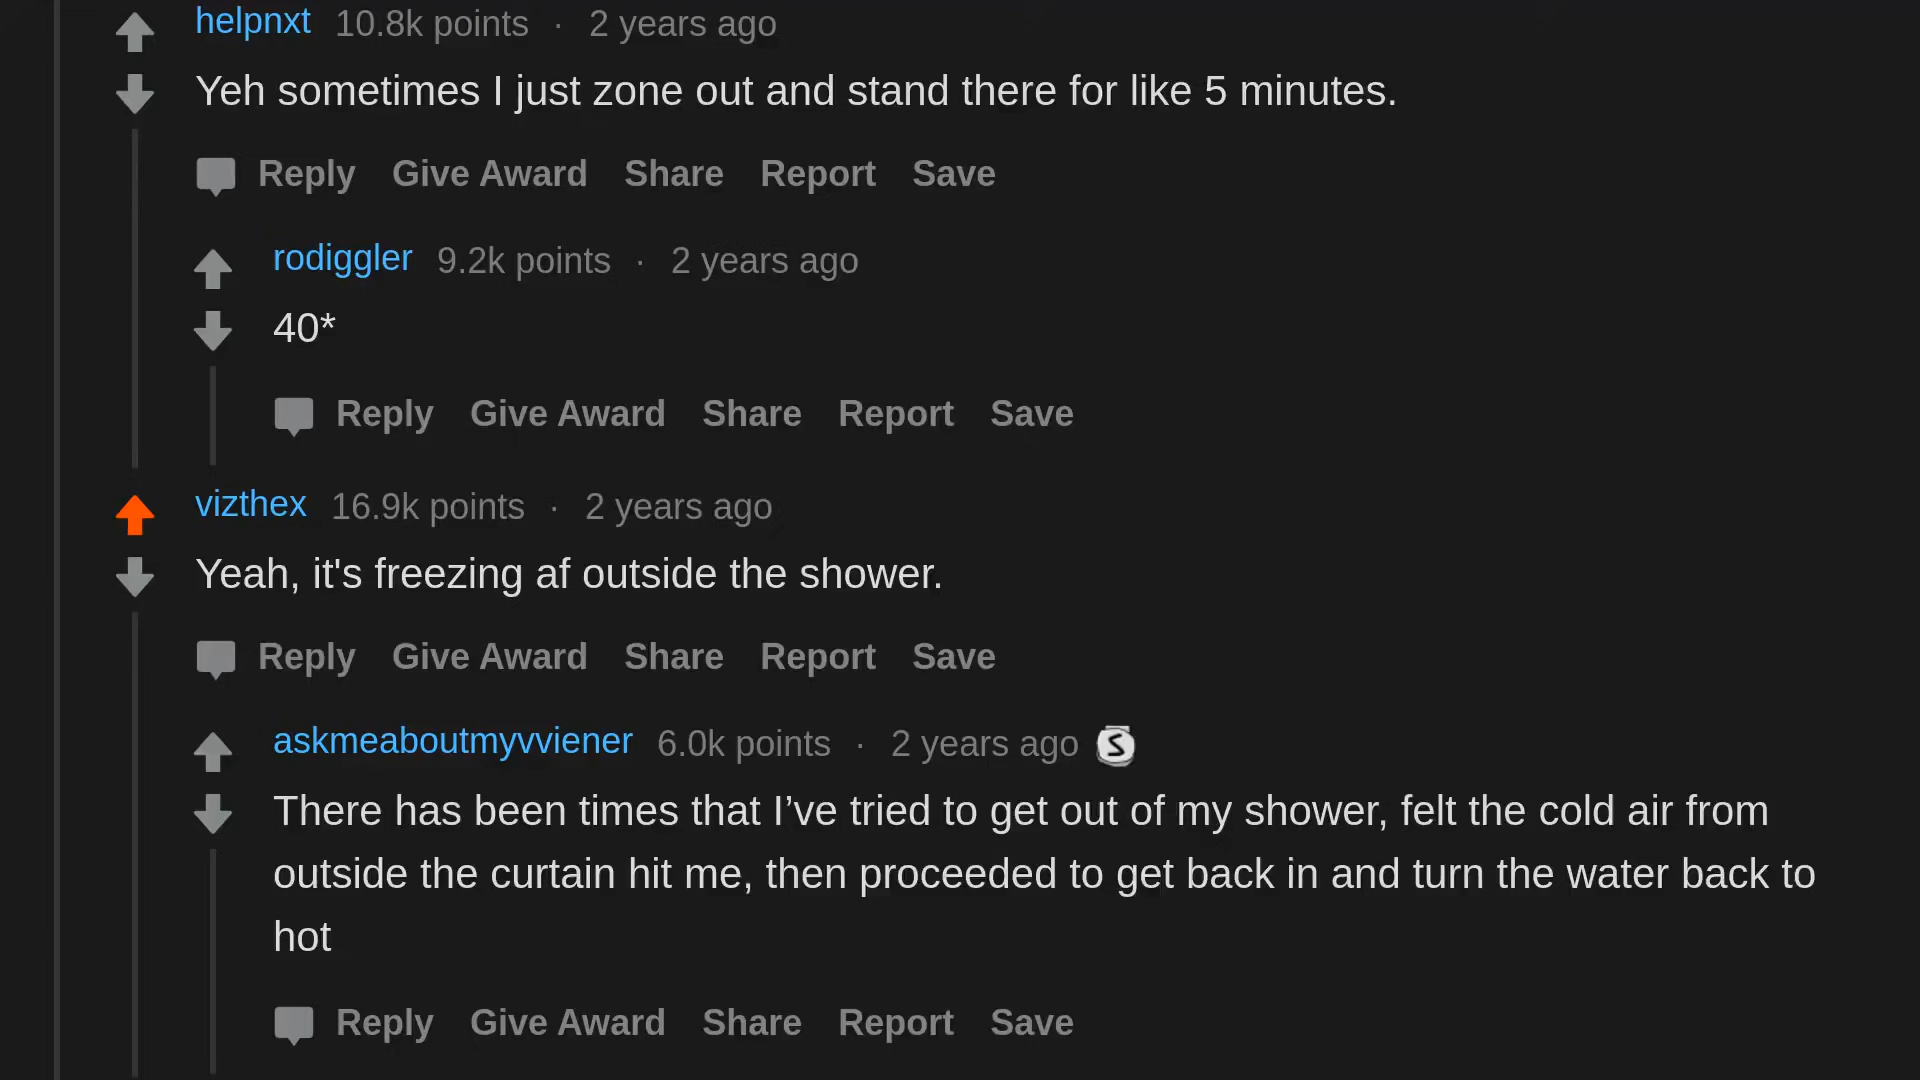 helpnxt 10.8k points · 2 years ago
Yeh sometimes I just zone out and stand there for like 5 minutes.
Reply Give Award Share Report Save
rodiggler 9.2k points · 2 years ago
40*
Reply Give Award Share Report Save
vizthex 16.9k points · 2 years ago
Yeah, it's freezing af outside the shower.
Reply Give Award Share Report Save
askmeaboutmyvviener 6.0k points · 2 years ago S
There has been times that I’ve tried to get out of my shower, felt the cold air from
outside the curtain hit me, then proceeded to get back in and turn the water back to
hot
Reply Give Award Share Report Save